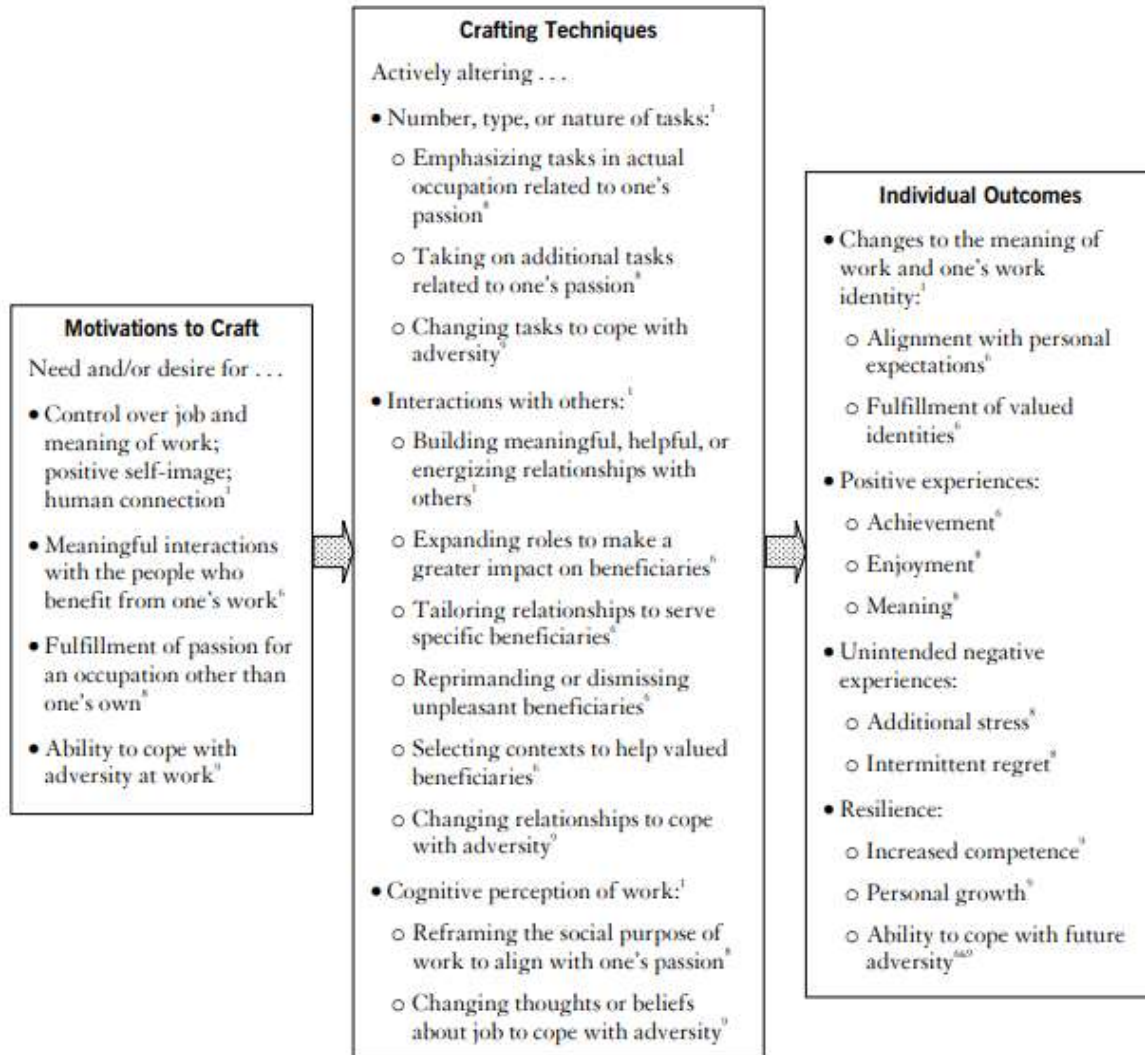 Motivations to Craft
Need and/or desire for . . .
• Control over job and
meaning of work;
positive self-image;
human connection¹
• Meaningful interactions
with the people who
benefit from one's work⁶
• Fulfillment of passion for
an occupation other than
one's own⁸
• Ability to cope with
adversity at work⁹
Crafting Techniques
Actively altering . . .
• Number, type, or nature of tasks:¹
o Emphasizing tasks in actual
occupation related to one's
passion⁸
o Taking on additional tasks
related to one's passion⁸
o Changing tasks to cope with
adversity⁹
• Interactions with others:¹
o Building meaningful, helpful, or
energizing relationships with
others¹
o Expanding roles to make a
greater impact on beneficiaries⁶
o Tailoring relationships to serve
specific beneficiaries⁶
o Reprimanding or dismissing
unpleasant beneficiaries⁶
o Selecting contexts to help valued
beneficiaries⁶
o Changing relationships to cope
with adversity⁹
• Cognitive perception of work:¹
o Reframing the social purpose of
work to align with one's passion⁸
o Changing thoughts or beliefs
about job to cope with adversity⁹
Individual Outcomes
• Changes to the meaning of
work and one's work
identity:¹
o Alignment with personal
expectations⁶
o Fulfillment of valued
identities⁶
• Positive experiences:
o Achievement⁶
o Enjoyment⁸
o Meaning⁸
• Unintended negative
experiences:
o Additional stress⁸
o Intermittent regret⁸
• Resilience:
o Increased competence⁹
o Personal growth⁹
o Ability to cope with future
adversity